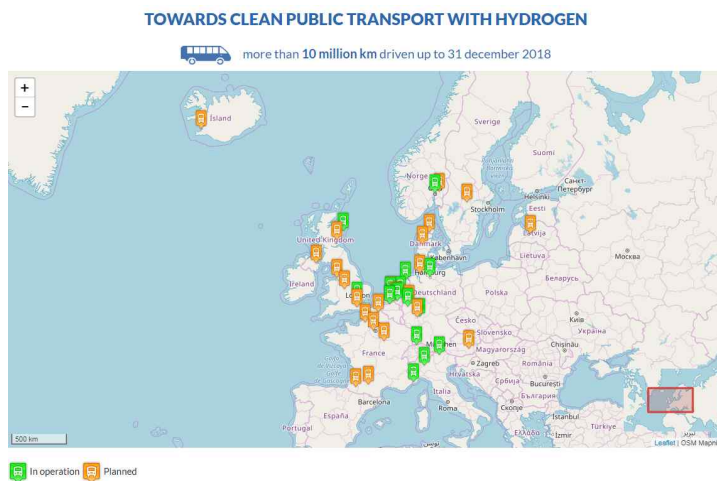 TOWARDS CLEAN PUBLIC TRANSPORT WITH HYDROGEN
more than 10 million km driven up to 31 december 2018
+
−
Ísland
Sverige
Suomi
Norge
Санкт-
Петербург
Helsinki
Stockholm
Eesti
Latvija
United Kingdom
Danmark
København
Москва
Lietuva
Hamburg
Ireland
Беларусь
Deutschland
Polska
Київ
Česko
Україна
Slovensko
München
Chișinău
France
Magyarország
Zagreb
România
Hrvatska
Србија
București
Italia
България
Barcelona
Roma
Скопје
İstanbul
España
Portugal
Ελλάδα
İzmir
Türkiye
500 km
Leaflet | OSM Mapni
In operation Planned